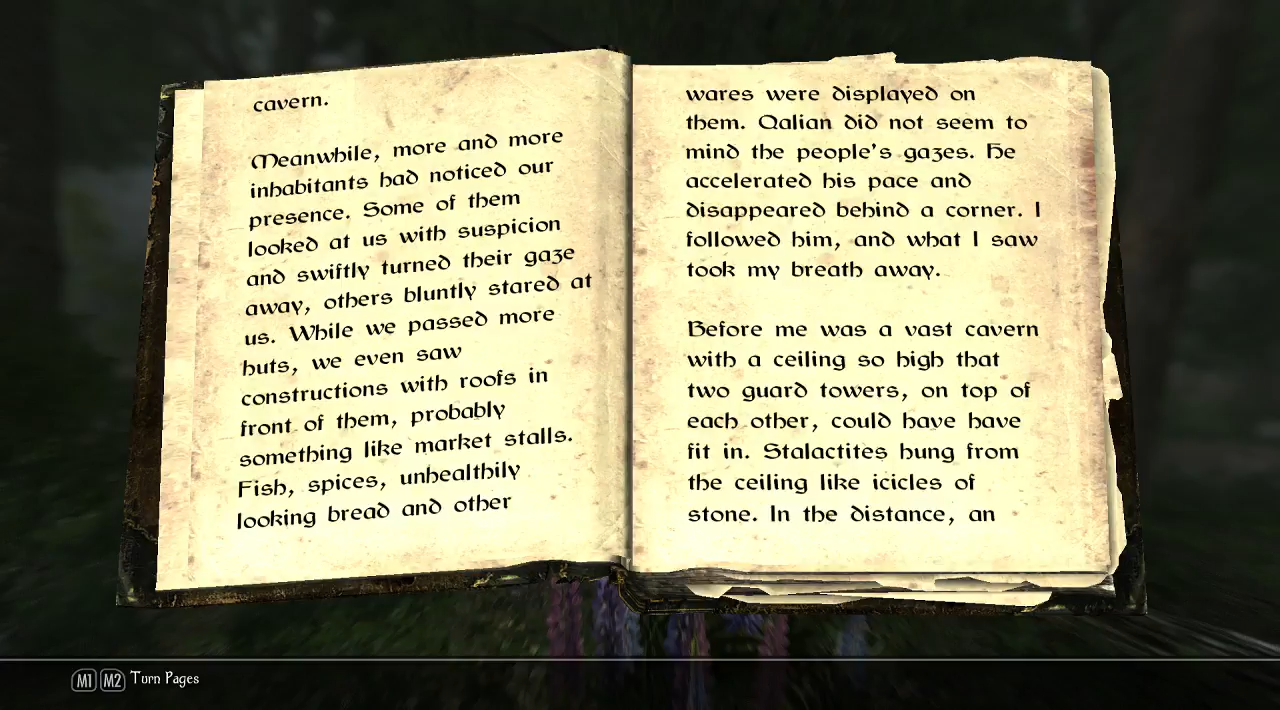 cavern.
Meanwhile, more and more
inhabitants had noticed our
presence. Some of them
looked at us with suspicion
and swiftly turned their gaze
away, others bluntly stared at
us. While we passed more
huts, we even saw
constructions with roofs in
front of them, probably
something like market stalls.
Fish, spices, unhealthily
looking bread and other
wares were displayed on
them. Qalian did not seem to
mind the people's gazes. He
accelerated his pace and
disappeared behind a corner. I
followed him, and what I saw
took my breath away.
Before me was a vast cavern
with a ceiling so high that
two guard towers, on top of
each other, could have have
fit in. Stalactites hung from
the ceiling like icicles of
stone. In the distance, an
M1 M2 Turn Pages